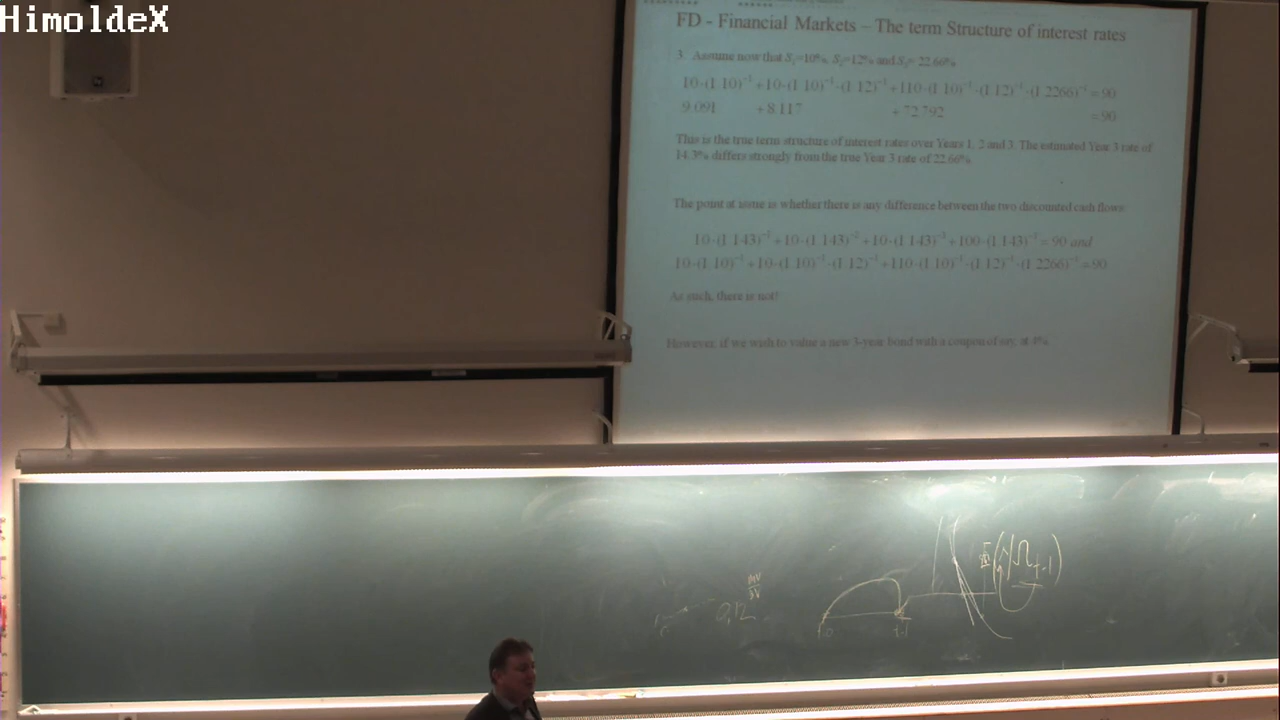 HimoldeX
FD - Financial Markets – The term Structure of interest rates
3. Assume now that S₁=10%, S₂=12% and S₃= 22.66%
10·(1.10)⁻¹ +10·(1.10)⁻¹·(1.12)⁻¹ +110·(1.10)⁻¹·(1.12)⁻¹·(1.2266)⁻¹ = 90
9.091 +8.117 +72.792 = 90
This is the true term structure of interest rates over Years 1, 2 and 3. The estimated Year 3 rate of
14.3% differs strongly from the true Year 3 rate of 22.66%.
The point at issue is whether there is any difference between the two discounted cash flows:
10·(1.143)⁻¹ +10·(1.143)⁻² +10·(1.143)⁻³ +100·(1.143)⁻³ = 90 and
10·(1.10)⁻¹ +10·(1.10)⁻¹·(1.12)⁻¹ +110·(1.10)⁻¹·(1.12)⁻¹·(1.2266)⁻¹ = 90
As such, there is not!
However, if we wish to value a new 3-year bond with a coupon of say, at 4%,
0,12
t-1